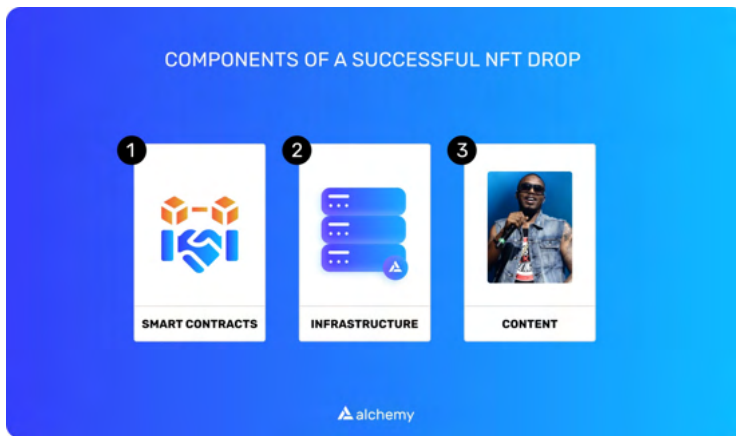 COMPONENTS OF A SUCCESSFUL NFT DROP
1
2
3
SMART CONTRACTS
INFRASTRUCTURE
CONTENT
alchemy